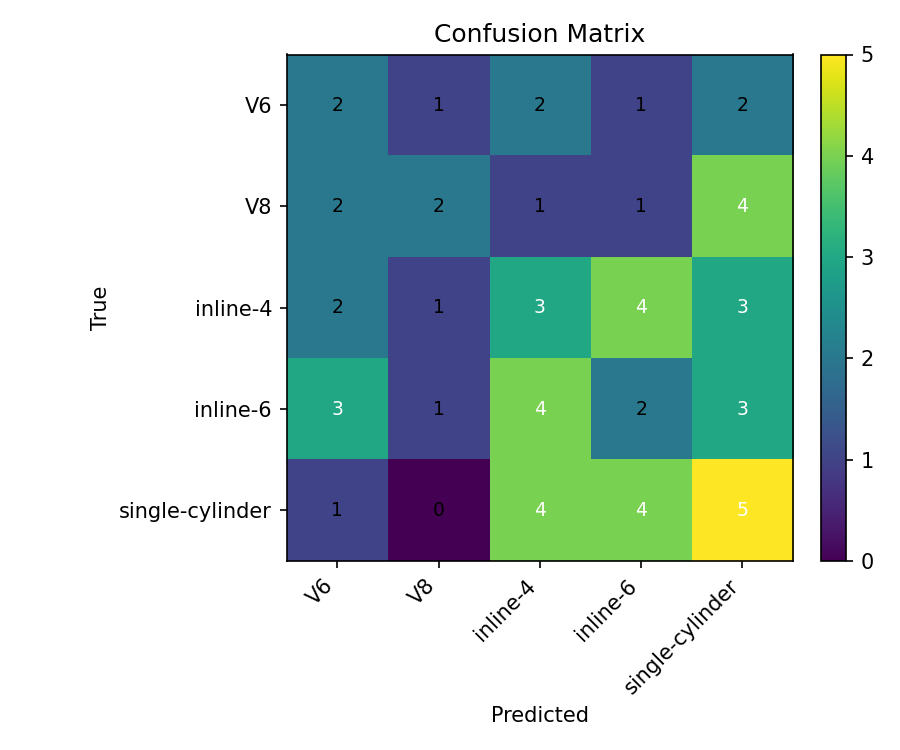 Confusion Matrix
True
V6 2 1 2 1 2
V8 2 2 1 1 4
inline-4 2 1 3 4 3
inline-6 3 1 4 2 3
single-cylinder 1 0 4 4 5
V6 V8 inline-4 inline-6 single-cylinder
Predicted
5
4
3
2
1
0